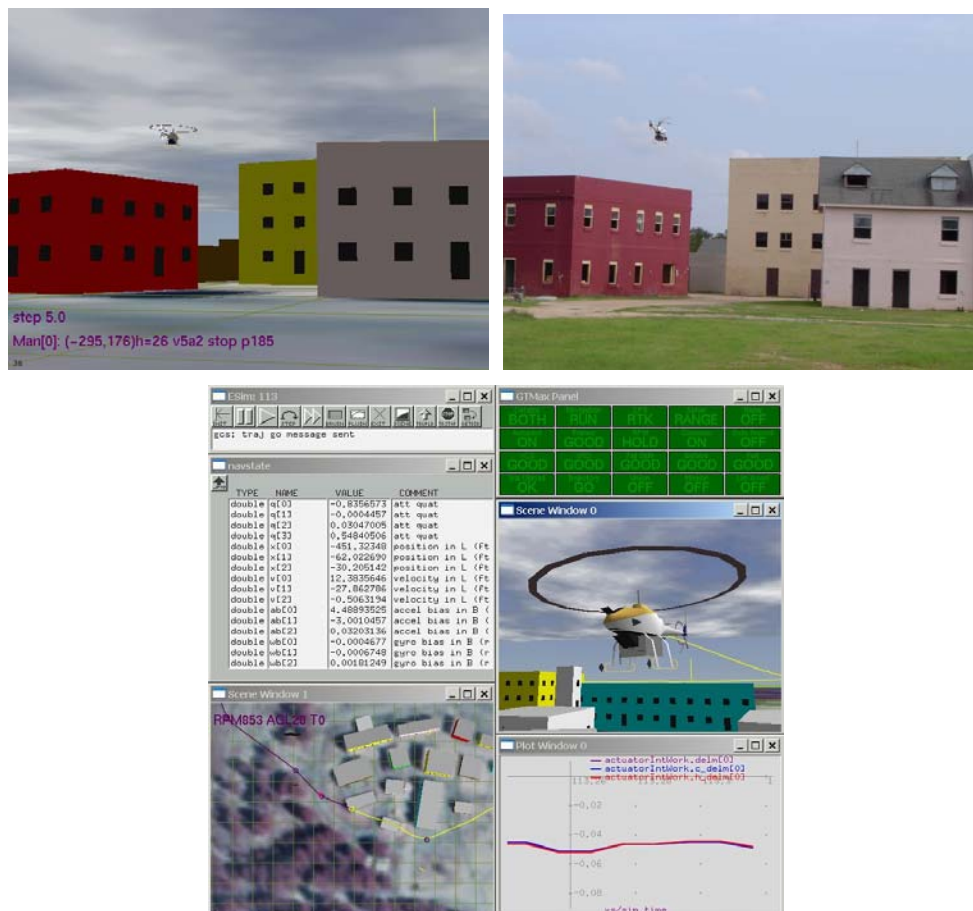 step 5.0
Man[0]: (-295,176)h=26 v5a2 stop p185
ESim: 113
STEP
EXIT
gcs: traj go message sent
navstate
TYPE NAME VALUE COMMENT
double q[0] -0.8356573 att quat
double q[1] -0.0004457 att quat
double q[2] 0.03047005 att quat
double q[3] 0.54840506 att quat
double x[0] -451.32348 position in L (ft
double x[1] -62.022690 position in L (ft
double x[2] -30.205142 position in L (ft
double v[0] 12.3835646 velocity in L (ft
double v[1] -27.862786 velocity in L (ft
double v[2] -0.5063194 velocity in L (ft
double ab[0] 4.48893525 accel bias in B (
double ab[1] -3.0010457 accel bias in B (
double ab[2] 0.03203136 accel bias in B (
double wb[0] -0.0004677 gyro bias in B (r
double wb[1] -0.0006748 gyro bias in B (r
double wb[2] 0.00181249 gyro bias in B (r
Scene Window 1
RPM853 AGL26 T0
GTMax Panel
BOTH RUN RTK RANGE OFF
ON GOOD HOLD ON OFF
GOOD GOOD GOOD GOOD GOOD
OK GO OFF OFF OFF
Scene Window 0
Plot Window 0
actuatorIntWork.delm[0]
actuatorIntWork.c_delm[0]
actuatorIntWork.h_delm[0]
-0.02
-0.04
-0.06
-0.08